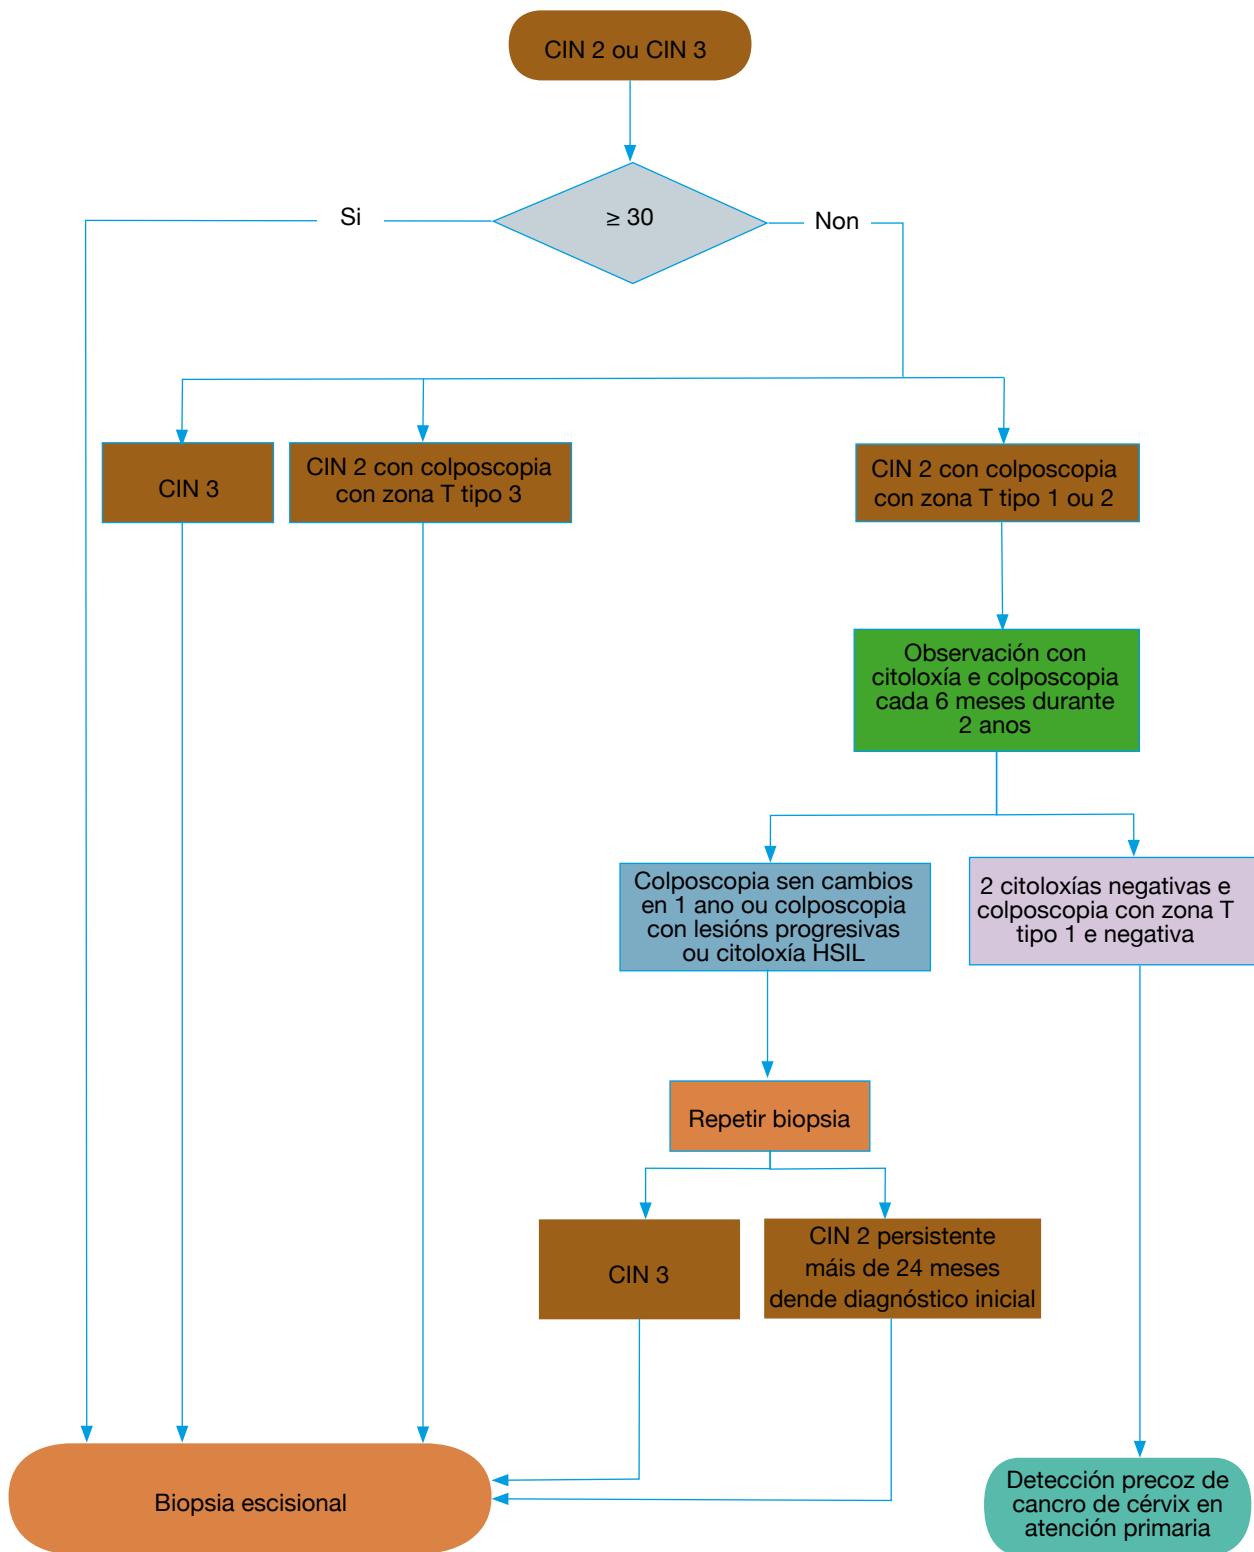 CIN 2 ou CIN 3
≥ 30
Si
Non
CIN 3
CIN 2 con colposcopia
con zona T tipo 3
CIN 2 con colposcopia
con zona T tipo 1 ou 2
Observación con
citoloxía e colposcopia
cada 6 meses durante
2 anos
Colposcopia sen cambios
en 1 ano ou colposcopia
con lesións progresivas
ou citoloxía HSIL
2 citoloxías negativas e
colposcopia con zona T
tipo 1 e negativa
Repetir biopsia
CIN 3
CIN 2 persistente
máis de 24 meses
dende diagnóstico inicial
Biopsia escisional
Detección precoz de
cancro de cérvix en
atención primaria